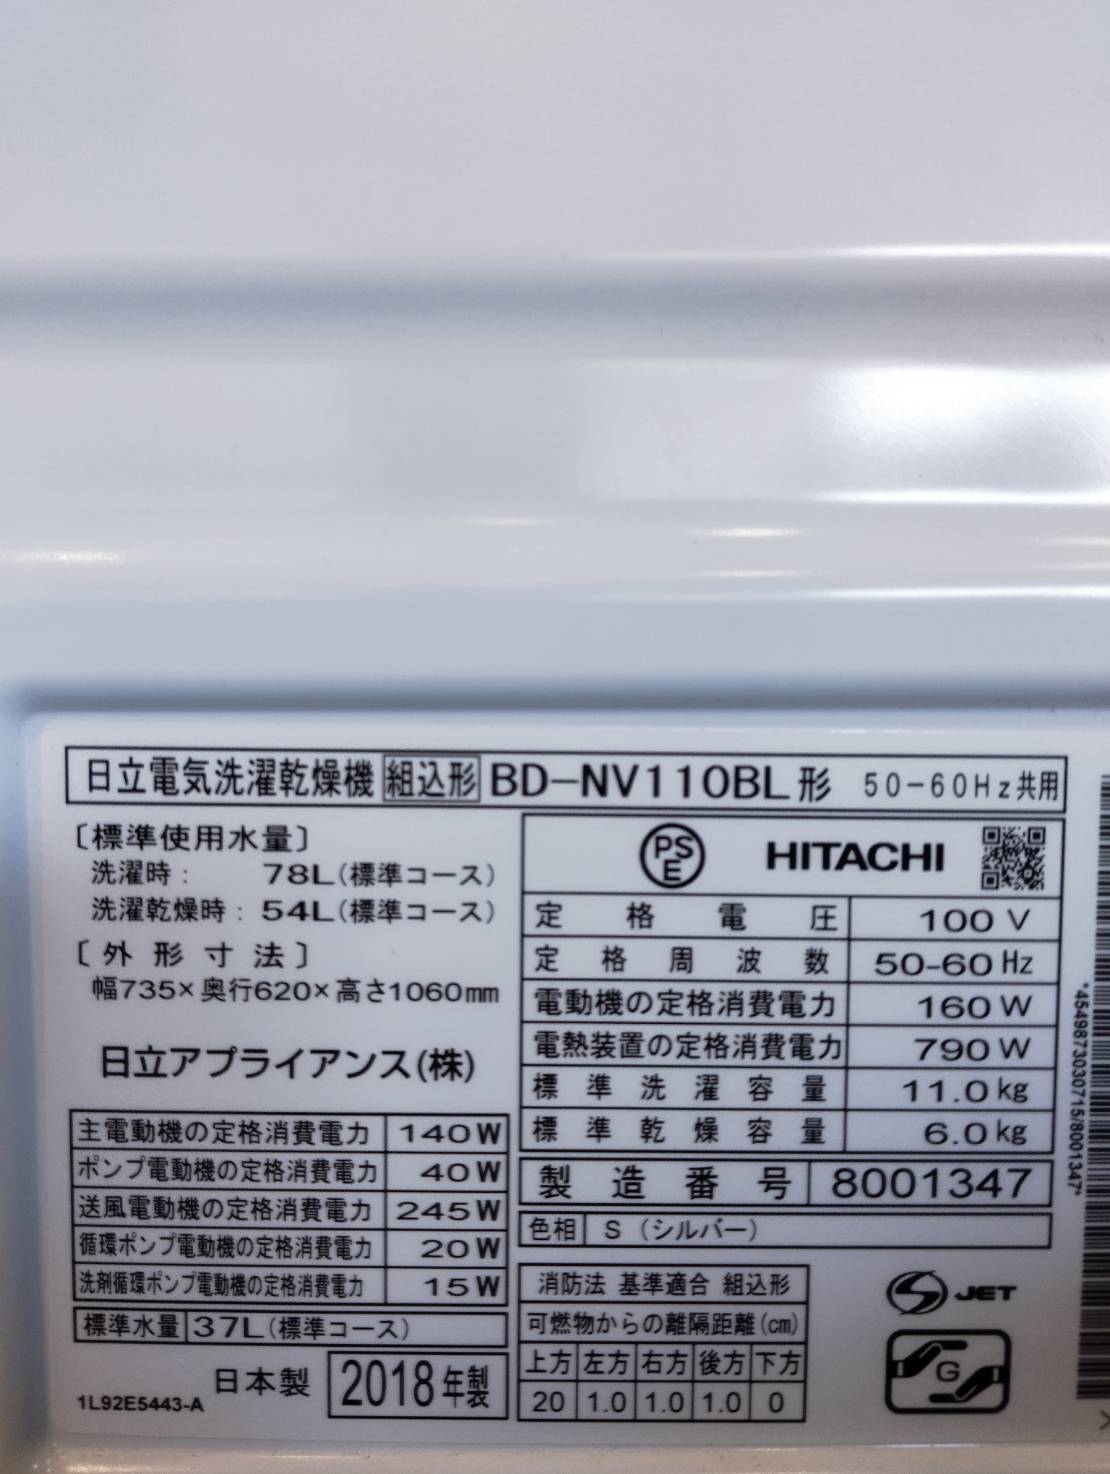 日立電気洗濯乾燥機 組込形 BD-NV110BL形 50-60Hz共用
〔標準使用水量〕
洗濯時： 78L(標準コース)
洗濯乾燥時：54L(標準コース)
〔外形寸法〕
幅735×奥行620×高さ1060mm
日立アプライアンス(株)
主電動機の定格消費電力 140W
ポンプ電動機の定格消費電力 40W
送風電動機の定格消費電力 245W
循環ポンプ電動機の定格消費電力 20W
洗剤循環ポンプ電動機の定格消費電力 15W
標準水量 37L(標準コース)
日本製 2018年製
1L92E5443-A
PSE HITACHI
定格電圧 100V
定格周波数 50-60Hz
電動機の定格消費電力 160W
電熱装置の定格消費電力 790W
標準洗濯容量 11.0kg
標準乾燥容量 6.0kg
製造番号 8001347
色相 S（シルバー）
消防法 基準適合 組込形
可燃物からの離隔距離(cm)
上方 左方 右方 後方 下方
20 1.0 1.0 1.0 0
S JET
G
*4549873030715/8001347*